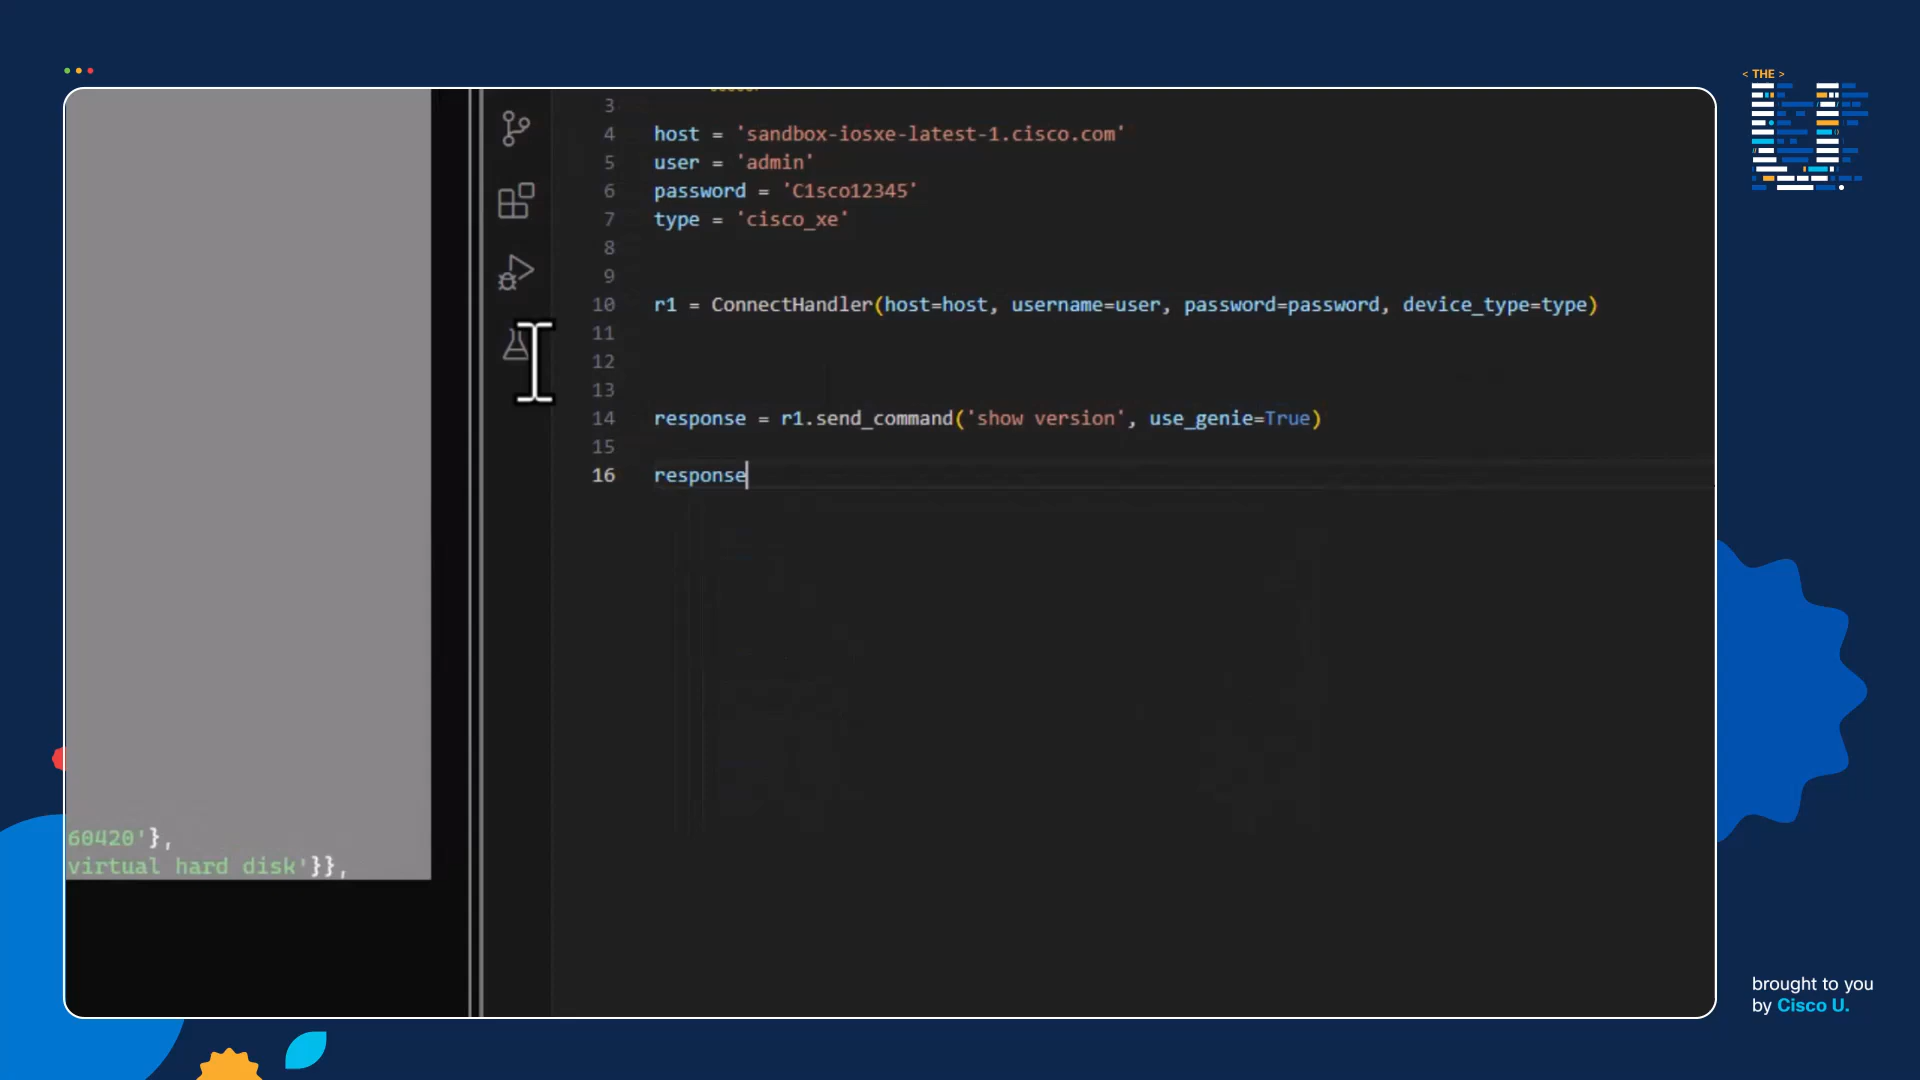 < THE >
3
4 host = 'sandbox-iosxe-latest-1.cisco.com'
5 user = 'admin'
6 password = 'C1sco12345'
7 type = 'cisco_xe'
8
9
10 r1 = ConnectHandler(host=host, username=user, password=password, device_type=type)
11
12
13
14 response = r1.send_command('show version', use_genie=True)
15
16 response
60420'},
virtual hard disk'}},
brought to you
by Cisco U.